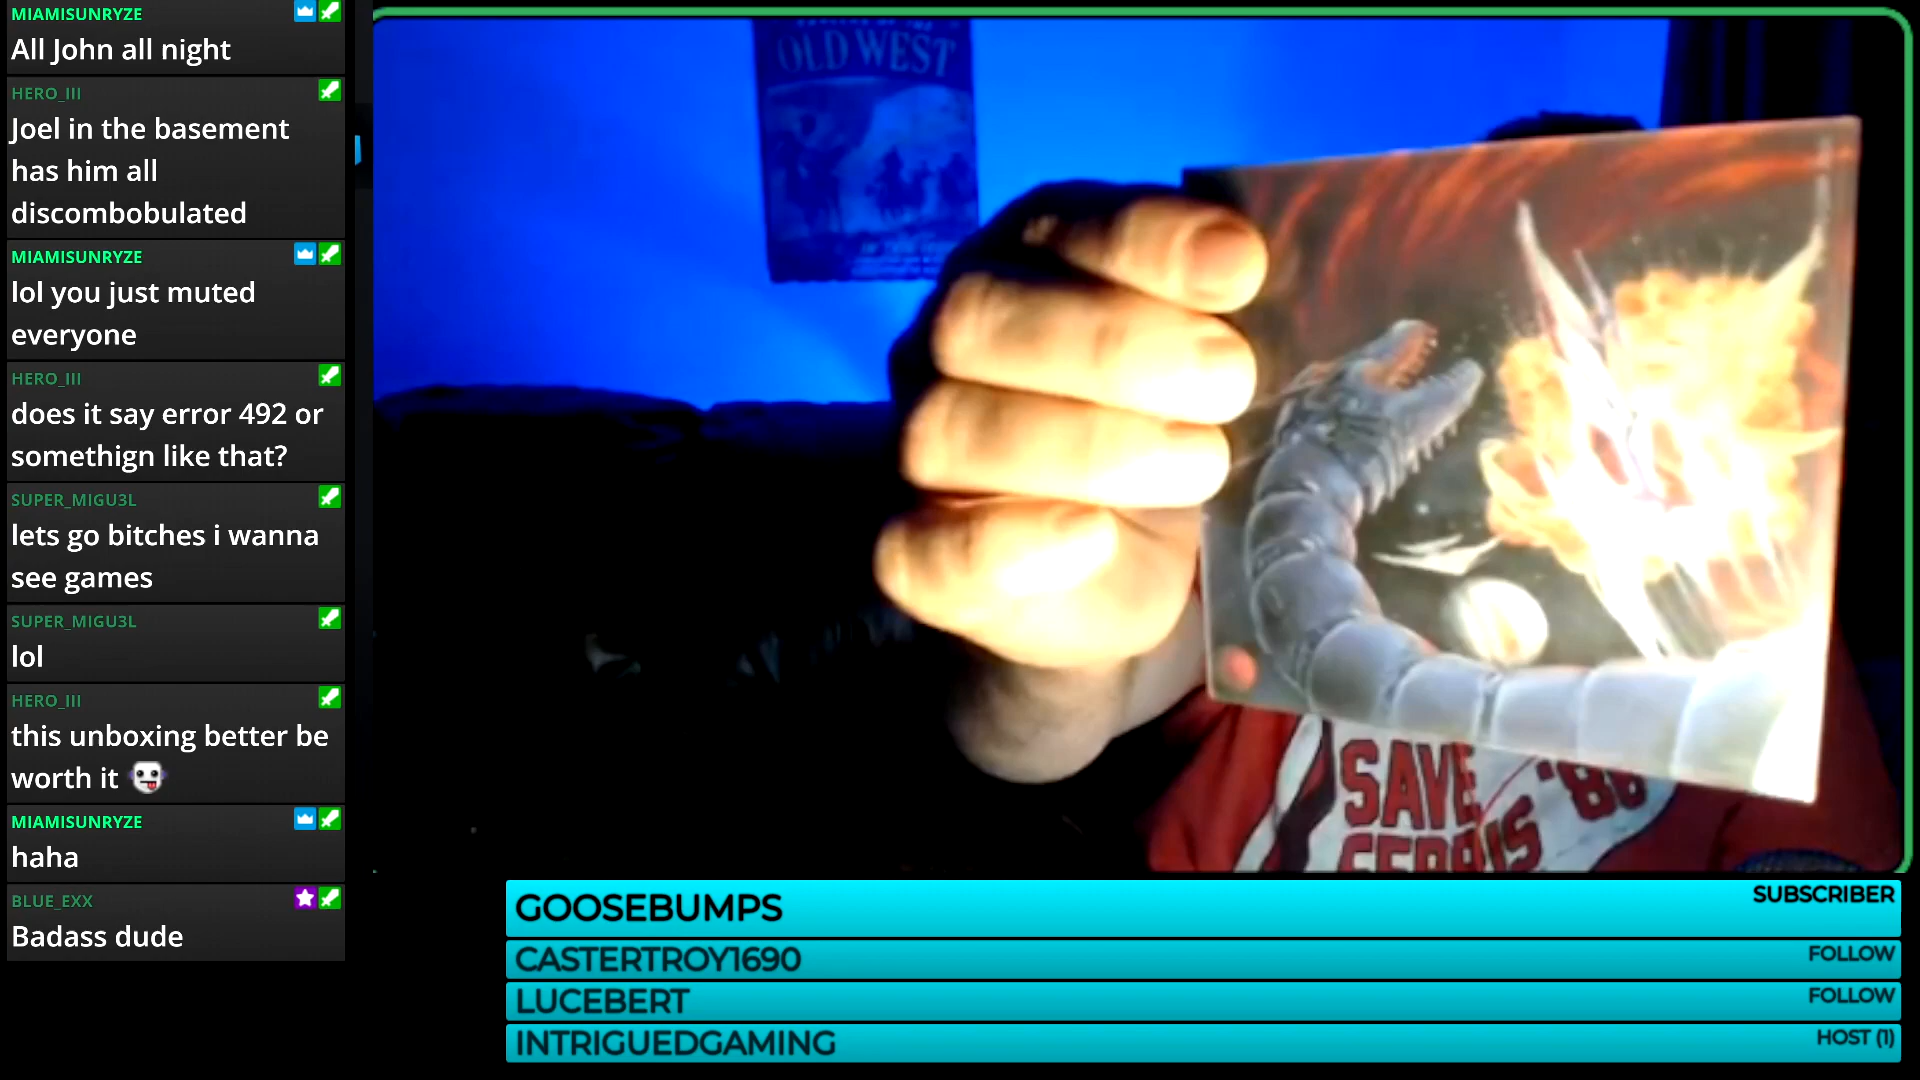 MIAMISUNRYZE
All John all night
HERO_III
Joel in the basement
has him all
discombobulated
MIAMISUNRYZE
lol you just muted
everyone
HERO_III
does it say error 492 or
somethign like that?
SUPER_MIGU3L
lets go bitches i wanna
see games
SUPER_MIGU3L
lol
HERO_III
this unboxing better be
worth it
MIAMISUNRYZE
haha
BLUE_EXX
Badass dude
OLD WEST
SAVE
FERRIS '86
GOOSEBUMPS
SUBSCRIBER
CASTERTROY1690
FOLLOW
LUCEBERT
FOLLOW
INTRIGUEDGAMING
HOST (1)